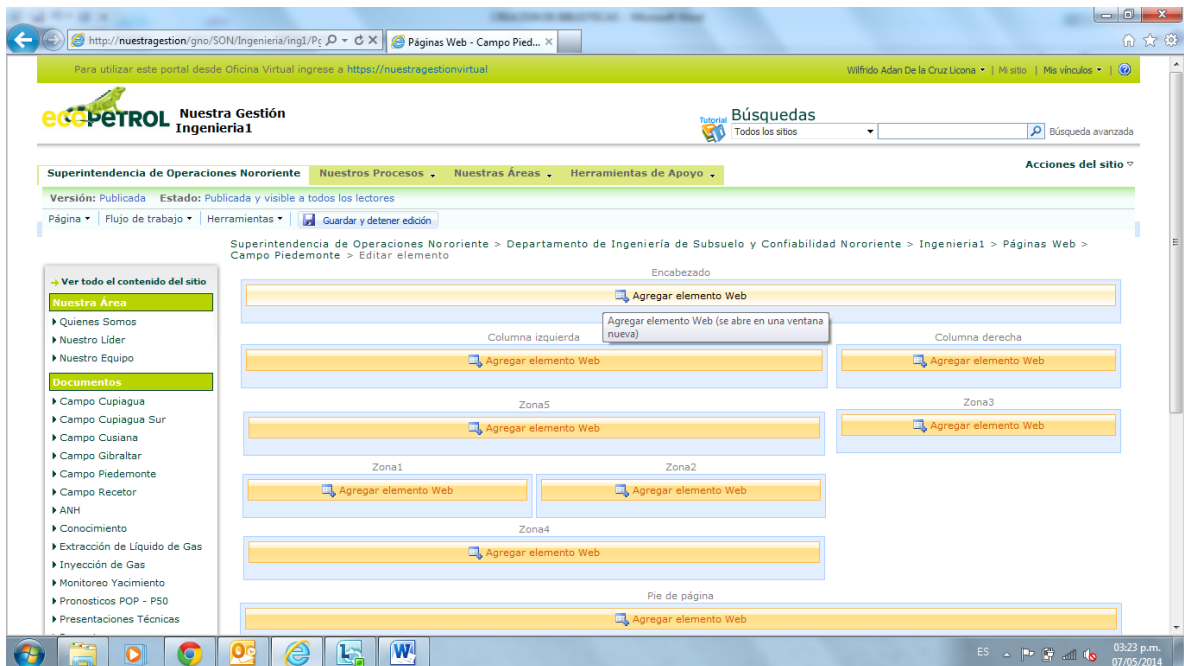 CREACION DE BIBLIOTECAS - Microsoft Word
http://nuestragestion/gno/SON/Ingenieria/ing1/Pɛ
Páginas Web - Campo Pied...
Para utilizar este portal desde Oficina Virtual ingrese a https://nuestragestionvirtual
Wilfrido Adan De la Cruz Licona | Mi sitio | Mis vínculos |
ecopetrol
Nuestra Gestión
Ingenieria1
Tutorial
Búsquedas
Todos los sitios
Búsqueda avanzada
Acciones del sitio
Superintendencia de Operaciones Nororiente Nuestros Procesos Nuestras Áreas Herramientas de Apoyo
Versión: Publicada Estado: Publicada y visible a todos los lectores
Página Flujo de trabajo Herramientas Guardar y detener edición
Superintendencia de Operaciones Nororiente > Departamento de Ingeniería de Subsuelo y Confiabilidad Nororiente > Ingenieria1 > Páginas Web >
Campo Piedemonte > Editar elemento
Ver todo el contenido del sitio
Nuestra Área
Quienes Somos
Nuestro Líder
Nuestro Equipo
Documentos
Campo Cupiagua
Campo Cupiagua Sur
Campo Cusiana
Campo Gibraltar
Campo Piedemonte
Campo Recetor
ANH
Conocimiento
Extracción de Líquido de Gas
Inyección de Gas
Monitoreo Yacimiento
Pronosticos POP - P50
Presentaciones Técnicas
Encabezado
Agregar elemento Web
Agregar elemento Web (se abre en una ventana
nueva)
Columna izquierda
Agregar elemento Web
Columna derecha
Agregar elemento Web
Zona5
Agregar elemento Web
Zona3
Agregar elemento Web
Zona1
Agregar elemento Web
Zona2
Agregar elemento Web
Zona4
Agregar elemento Web
Pie de página
Agregar elemento Web
ES
03:23 p.m.
07/05/2014